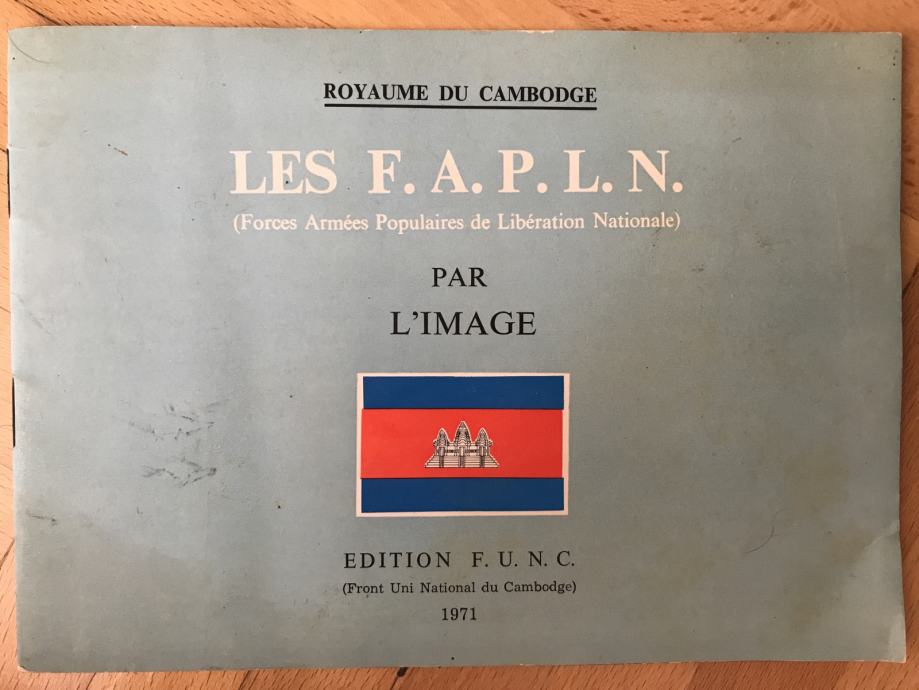 ROYAUME DU CAMBODGE
LES F. A. P. L. N.
(Forces Armées Populaires de Libération Nationale)
PAR
L'IMAGE
EDITION F. U. N. C.
(Front Uni National du Cambodge)
1971